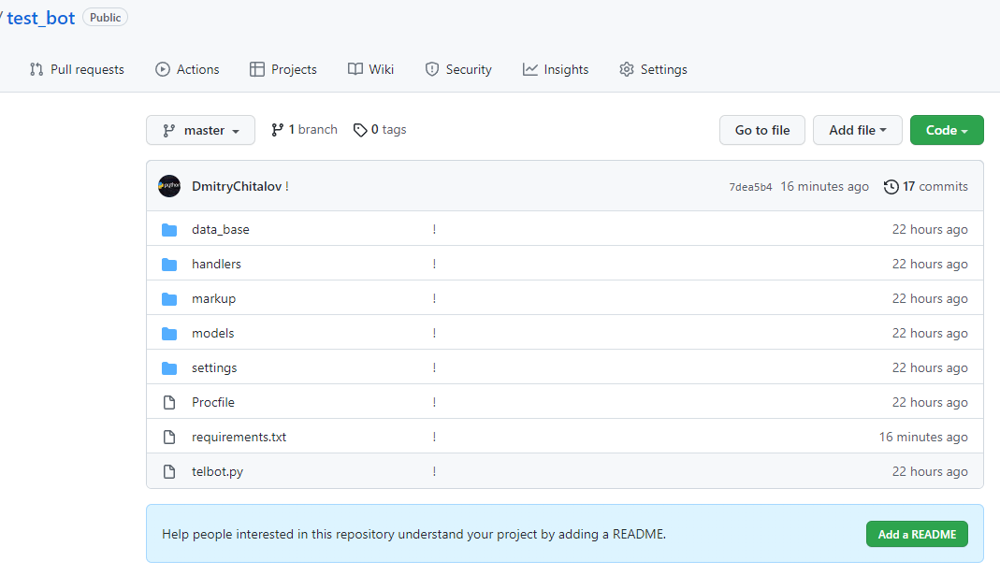 / test_bot Public
Pull requests Actions Projects Wiki Security Insights Settings
master 1 branch 0 tags Go to file Add file Code
python DmitryChitalov ! 7dea5b4 16 minutes ago 17 commits
data_base ! 22 hours ago
handlers ! 22 hours ago
markup ! 22 hours ago
models ! 22 hours ago
settings ! 22 hours ago
Procfile ! 22 hours ago
requirements.txt ! 16 minutes ago
telbot.py ! 22 hours ago
Help people interested in this repository understand your project by adding a README. Add a README